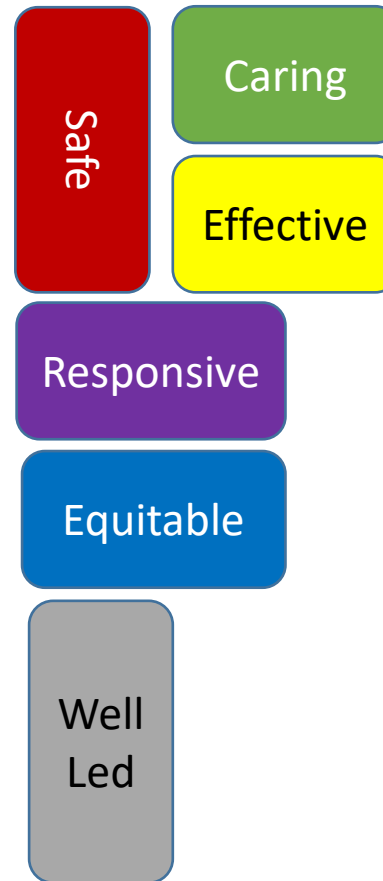 Safe
Caring
Effective
Responsive
Equitable
Well
Led